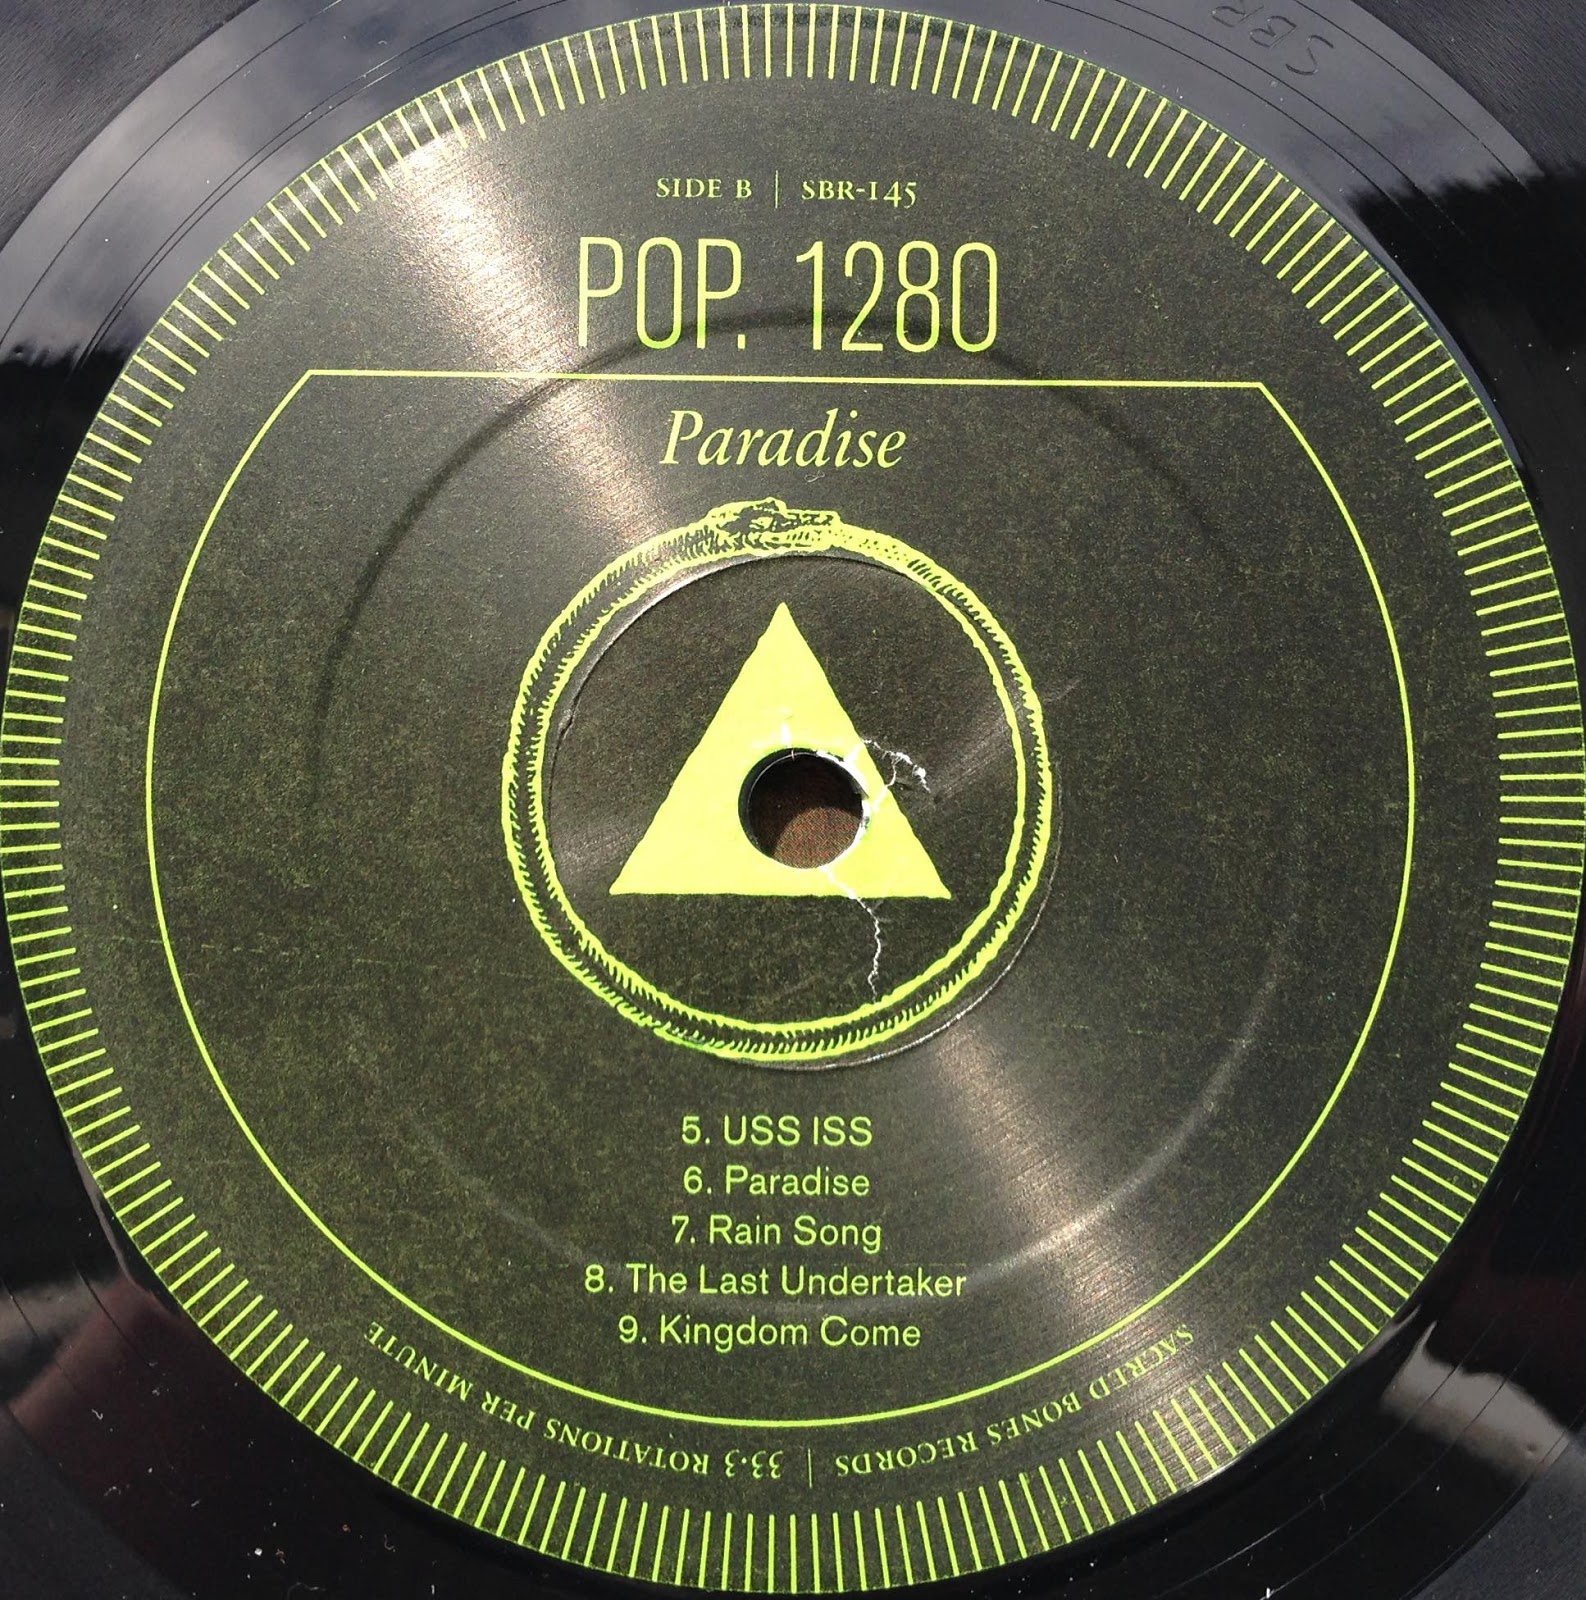 SBR
SIDE B | SBR-145
POP. 1280
Paradise
5. USS ISS
6. Paradise
7. Rain Song
8. The Last Undertaker
9. Kingdom Come
SACRED BONES RECORDS | 33.3 ROTATIONS PER MINUTE